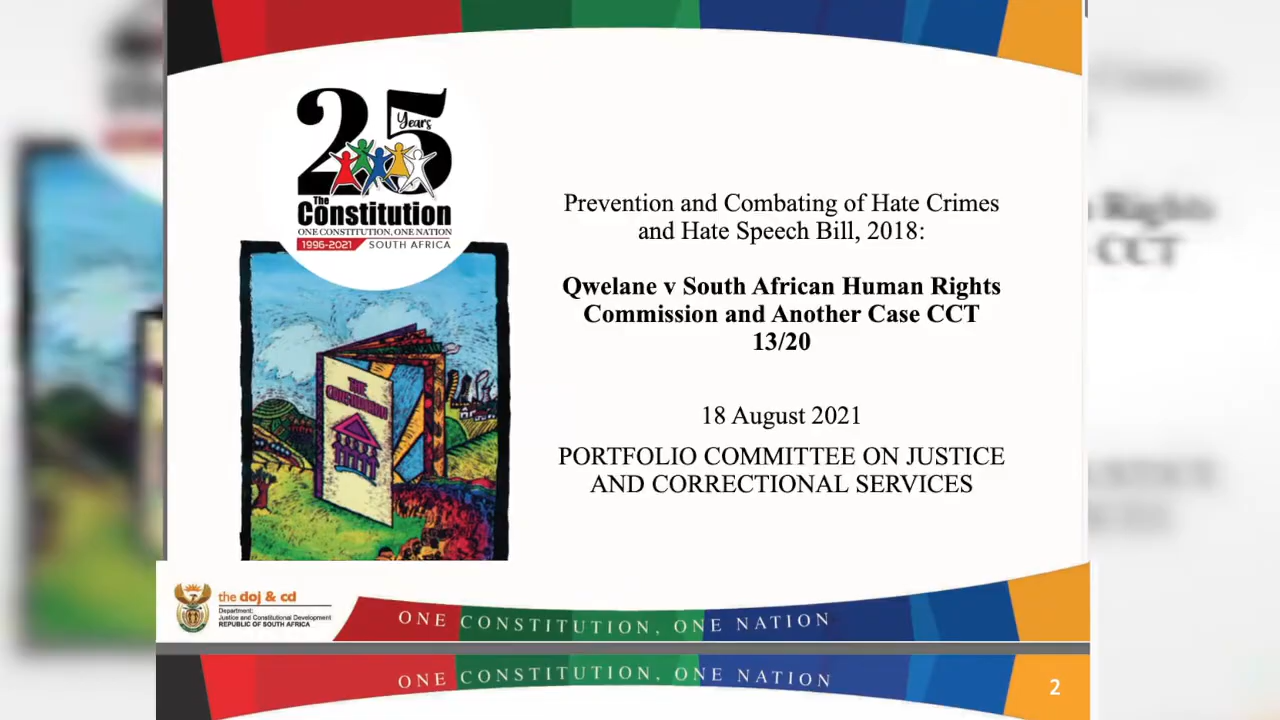 25
Years
The
Constitution
ONE CONSTITUTION, ONE NATION
1996-2021 SOUTH AFRICA
THE
CONSTITUTION
Prevention and Combating of Hate Crimes
and Hate Speech Bill, 2018:
Qwelane v South African Human Rights
Commission and Another Case CCT
13/20
18 August 2021
PORTFOLIO COMMITTEE ON JUSTICE
AND CORRECTIONAL SERVICES
the doj & cd
Department:
Justice and Constitutional Development
REPUBLIC OF SOUTH AFRICA
ONE CONSTITUTION, ONE NATION
ONE CONSTITUTION, ONE NATION
2